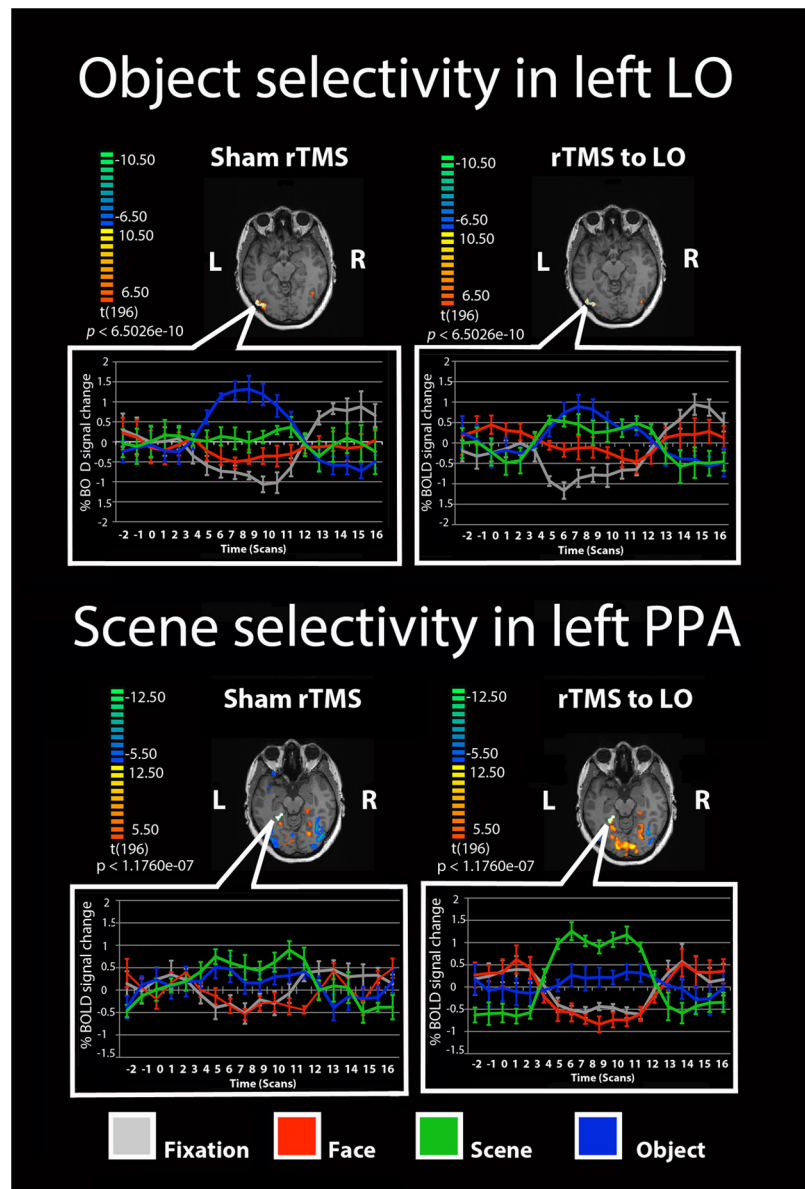 Object selectivity in left LO
Sham rTMS
rTMS to LO
-10.50
-6.50
10.50
6.50
t(196)
p < 6.5026e-10
L
R
-10.50
-6.50
10.50
6.50
t(196)
p < 6.5026e-10
L
R
% BO D signal change
2
1.5
1
0.5
0
-0.5
-1
-1.5
-2
-2 -1 0 1 2 3 4 5 6 7 8 9 10 11 12 13 14 15 16
Time (Scans)
% BOLD signal change
2
1.5
1
0.5
0
-0.5
-1
-1.5
-2
-2 -1 0 1 2 3 4 5 6 7 8 9 10 11 12 13 14 15 16
Time (Scans)
Scene selectivity in left PPA
Sham rTMS
rTMS to LO
-12.50
-5.50
12.50
5.50
t(196)
p < 1.1760e-07
L
R
-12.50
-5.50
12.50
5.50
t(196)
p < 1.1760e-07
L
R
% BOLD signal change
2
1.5
1
0.5
0
-0.5
-1
-1.5
-2 -1 0 1 2 3 4 5 6 7 8 9 10 11 12 13 14 15 16
Time (Scans)
% BOLD signal change
2
1.5
1
0.5
0
-0.5
-1
-1.5
-2 -1 0 1 2 3 4 5 6 7 8 9 10 11 12 13 14 15 16
Time (Scans)
Fixation
Face
Scene
Object